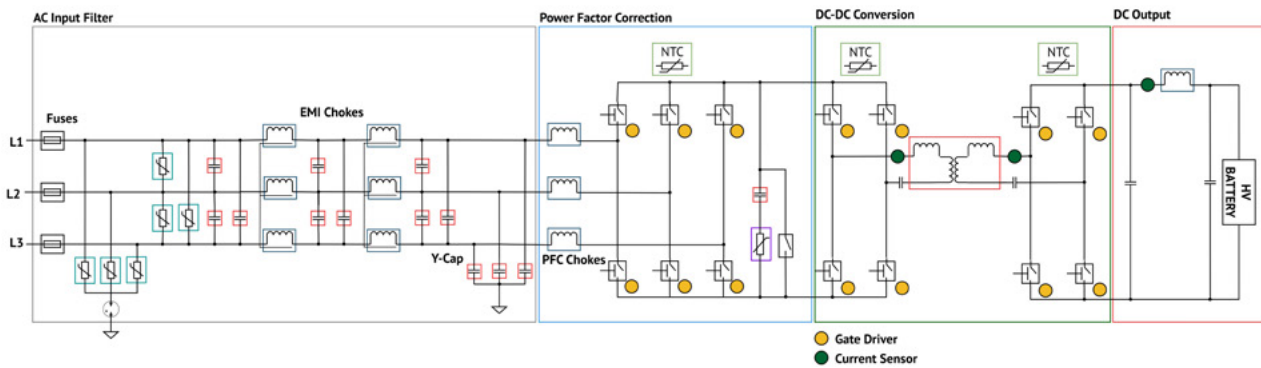 AC Input Filter
Power Factor Correction
DC-DC Conversion
DC Output
NTC
NTC
NTC
Fuses
EMI Chokes
L1
L2
L3
Y-Cap
PFC Chokes
HV
BATTERY
Gate Driver
Current Sensor